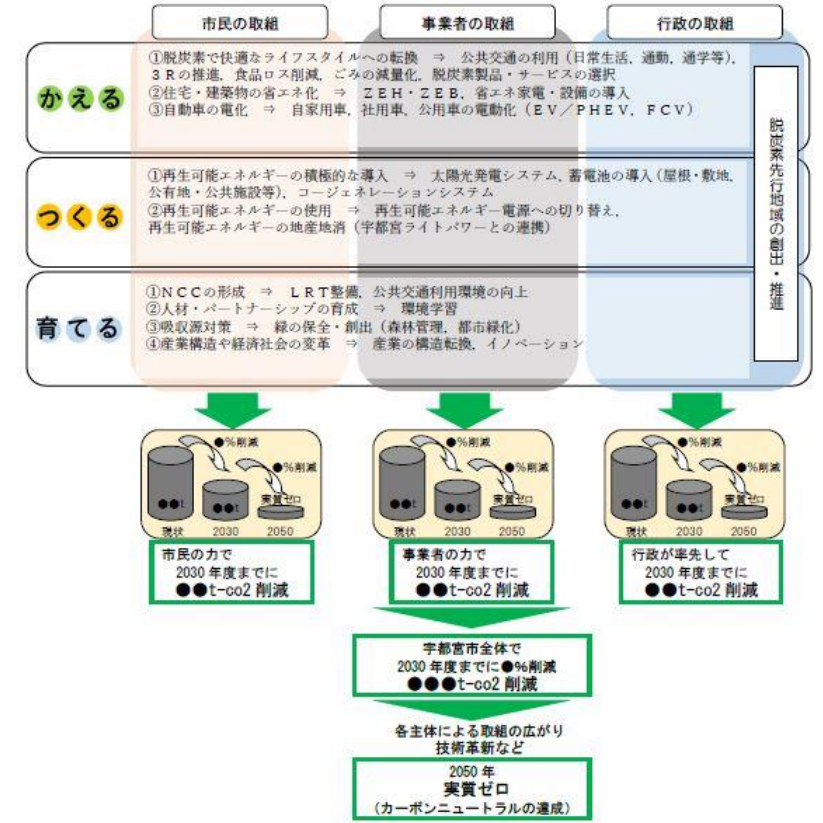 市民の取組
事業者の取組
行政の取組
かえる
①脱炭素で快適なライフスタイルへの転換 ⇒ 公共交通の利用（日常生活，通勤，通学等），
３Ｒの推進，食品ロス削減，ごみの減量化，脱炭素製品・サービスの選択
②住宅・建築物の省エネ化 ⇒ ＺＥＨ・ＺＥＢ，省エネ家電・設備の導入
③自動車の電化 ⇒ 自家用車，社用車，公用車の電動化（ＥＶ／ＰＨＥＶ，ＦＣＶ）
つくる
①再生可能エネルギーの積極的な導入 ⇒ 太陽光発電システム，蓄電池の導入（屋根・敷地，
公有地・公共施設等），コージェネレーションシステム
②再生可能エネルギーの使用 ⇒ 再生可能エネルギー電源への切り替え，
再生可能エネルギーの地産地消（宇都宮ライトパワーとの連携）
育てる
①ＮＣＣの形成 ⇒ ＬＲＴ整備，公共交通利用環境の向上
②人材・パートナーシップの育成 ⇒ 環境学習
③吸収源対策 ⇒ 緑の保全・創出（森林管理，都市緑化）
④産業構造や経済社会の変革 ⇒ 産業の構造転換，イノベーション
脱炭素先行地域の創出・推進
●%削減
●%削減
●●t
●●t
実質ゼロ
現状 2030 2050
市民の力で
2030 年度までに
●●t-co2 削減
●%削減
●%削減
●●t
●●t
実質ゼロ
現状 2030 2050
事業者の力で
2030 年度までに
●●t-co2 削減
●%削減
●%削減
●●t
●●t
実質ゼロ
現状 2030 2050
行政が率先して
2030 年度までに
●●t-co2 削減
宇都宮市全体で
2030 年度までに●%削減
●●●t-co2 削減
各主体による取組の広がり
技術革新など
2050 年
実質ゼロ
（カーボンニュートラルの達成）